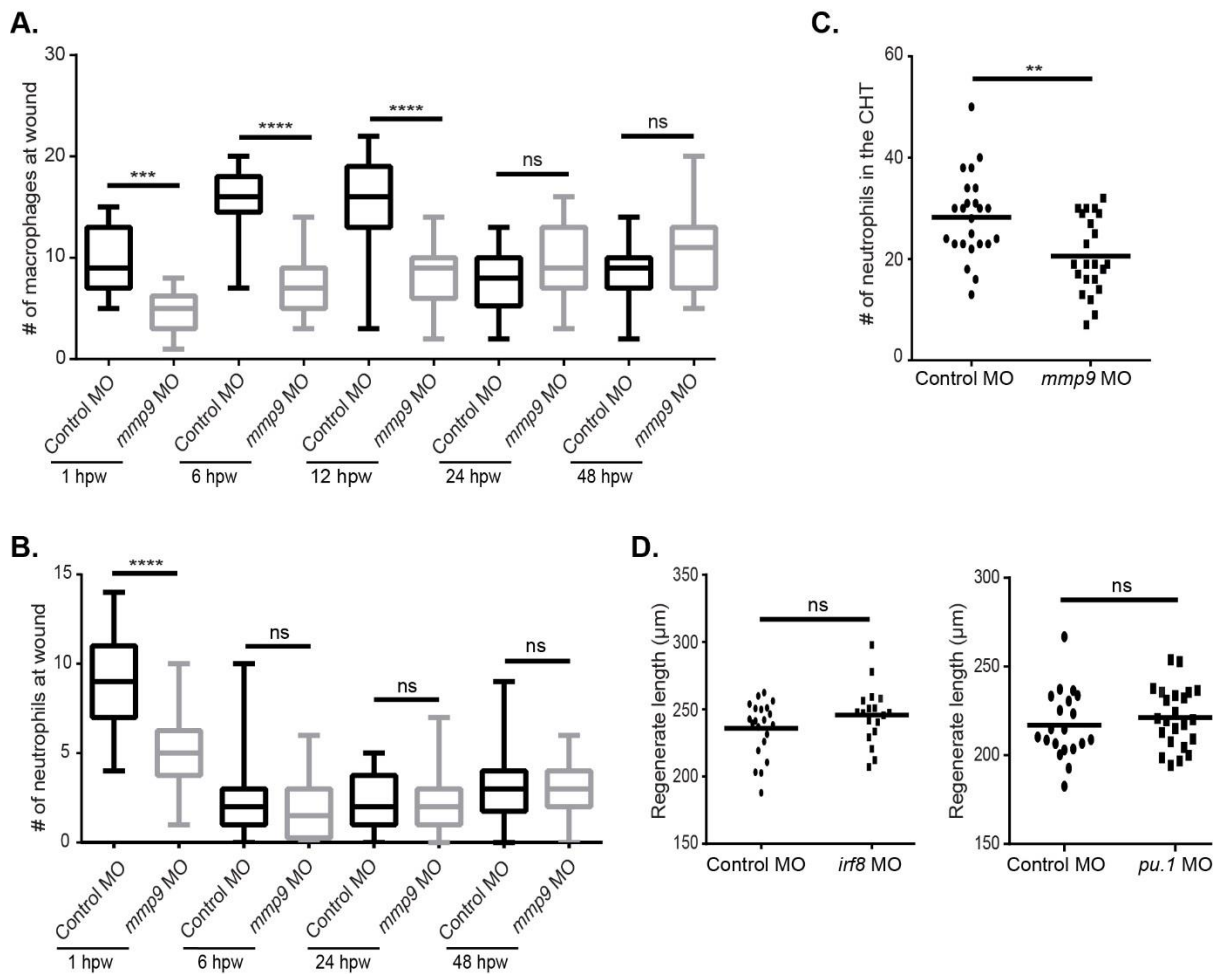 A.
# of macrophages at wound
30
20
10
0
***
****
****
ns
ns
Control MO
mmp9 MO
Control MO
mmp9 MO
Control MO
mmp9 MO
Control MO
mmp9 MO
Control MO
mmp9 MO
1 hpw
6 hpw
12 hpw
24 hpw
48 hpw
C.
# of neutrophils in the CHT
60
40
20
0
**
Control MO
mmp9 MO
B.
# of neutrophils at wound
15
10
5
0
****
ns
ns
ns
Control MO
mmp9 MO
Control MO
mmp9 MO
Control MO
mmp9 MO
Control MO
mmp9 MO
1 hpw
6 hpw
24 hpw
48 hpw
D.
Regenerate length (µm)
350
300
250
200
150
ns
Control MO
irf8 MO
Regenerate length (µm)
300
250
200
150
ns
Control MO
pu.1 MO